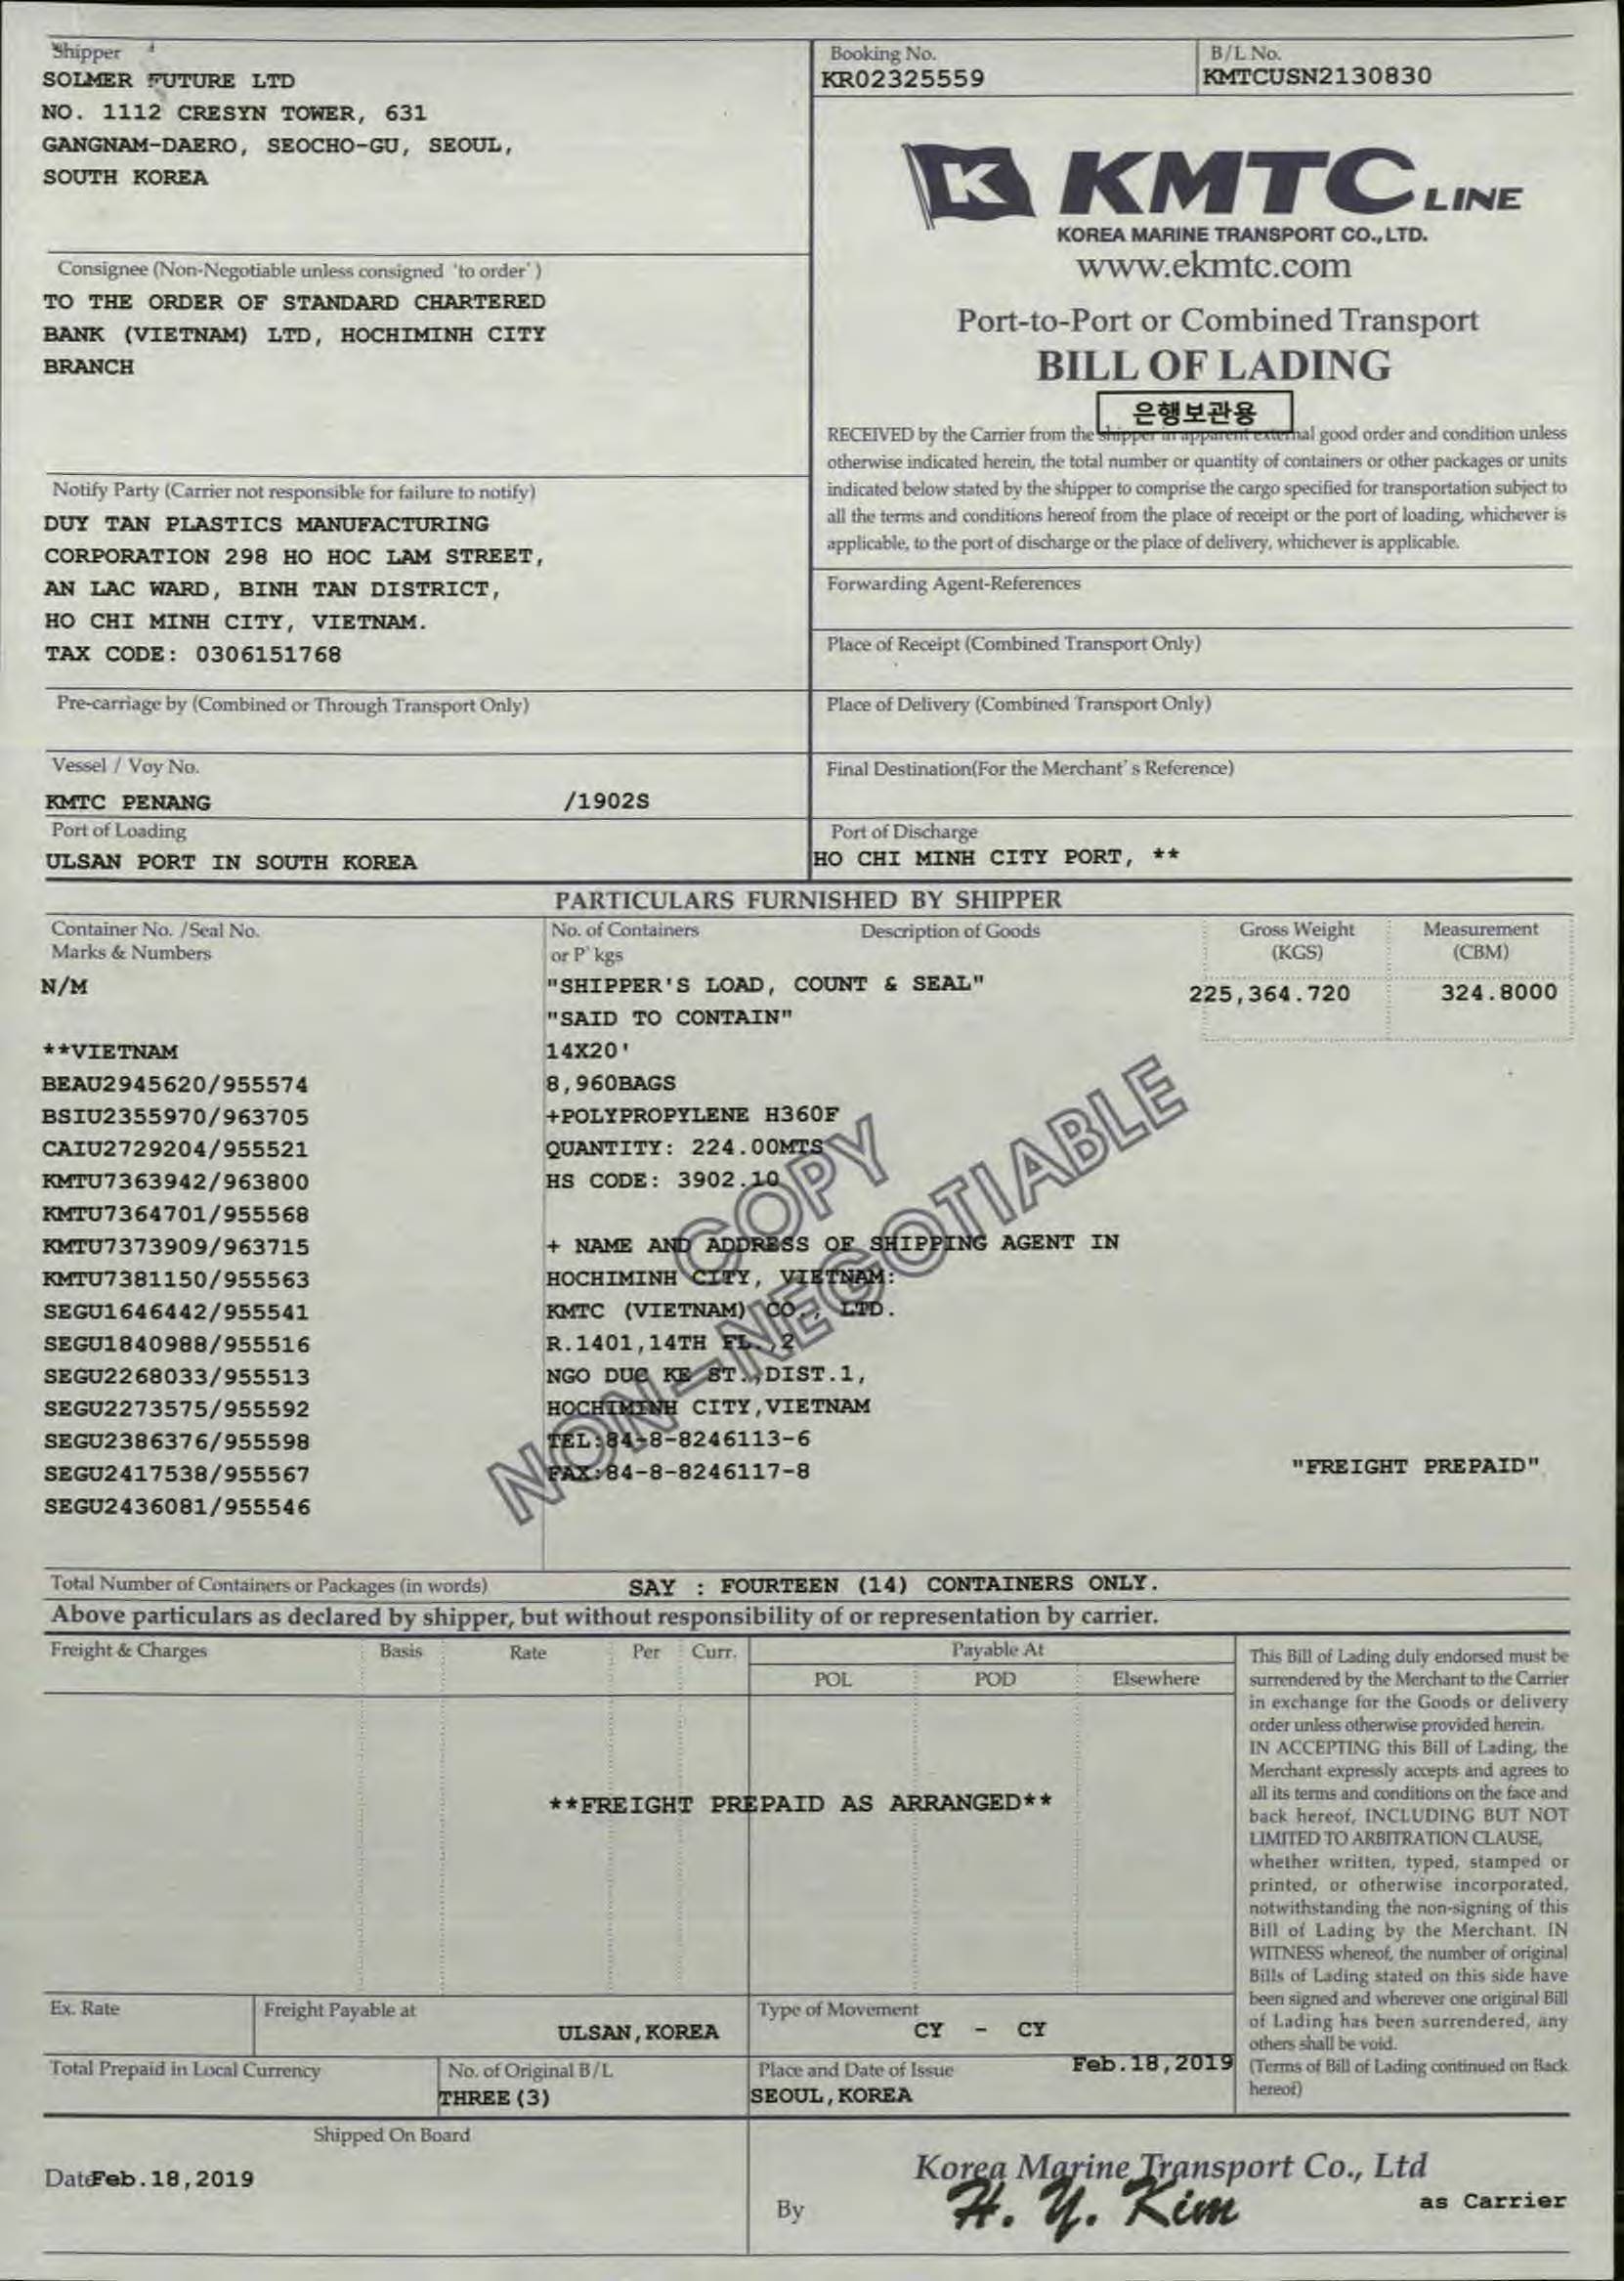 Shipper
SOLMER FUTURE LTD
NO. 1112 CRESYN TOWER, 631
GANGNAM-DAERO, SEOCHO-GU, SEOUL,
SOUTH KOREA
Booking No.
KR02325559
B/L No.
KMTCUSN2130830
K KMTC LINE
KOREA MARINE TRANSPORT CO.,LTD.
www.ekmtc.com
Port-to-Port or Combined Transport
BILL OF LADING
은행보관용
RECEIVED by the Carrier from the shipper in apparent external good order and condition unless
otherwise indicated herein, the total number or quantity of containers or other packages or units
indicated below stated by the shipper to comprise the cargo specified for transportation subject to
all the terms and conditions hereof from the place of receipt or the port of loading, whichever is
applicable, to the port of discharge or the place of delivery, whichever is applicable.
Consignee (Non-Negotiable unless consigned 'to order')
TO THE ORDER OF STANDARD CHARTERED
BANK (VIETNAM) LTD, HOCHIMINH CITY
BRANCH
Notify Party (Carrier not responsible for failure to notify)
DUY TAN PLASTICS MANUFACTURING
CORPORATION 298 HO HOC LAM STREET,
AN LAC WARD, BINH TAN DISTRICT,
HO CHI MINH CITY, VIETNAM.
TAX CODE: 0306151768
Forwarding Agent-References
Place of Receipt (Combined Transport Only)
Pre-carriage by (Combined or Through Transport Only)
Place of Delivery (Combined Transport Only)
Vessel / Voy No.
KMTC PENANG /1902S
Final Destination(For the Merchant's Reference)
Port of Loading
ULSAN PORT IN SOUTH KOREA
Port of Discharge
HO CHI MINH CITY PORT, **
PARTICULARS FURNISHED BY SHIPPER
Container No. /Seal No.
Marks & Numbers
No. of Containers
or P'kgs
Description of Goods
Gross Weight
(KGS)
Measurement
(CBM)
N/M
**VIETNAM
BEAU2945620/955574
BSIU2355970/963705
CAIU2729204/955521
KMTU7363942/963800
KMTU7364701/955568
KMTU7373909/963715
KMTU7381150/955563
SEGU1646442/955541
SEGU1840988/955516
SEGU2268033/955513
SEGU2273575/955592
SEGU2386376/955598
SEGU2417538/955567
SEGU2436081/955546
"SHIPPER'S LOAD, COUNT & SEAL"
"SAID TO CONTAIN"
14X20'
8,960BAGS
+POLYPROPYLENE H360F
QUANTITY: 224.00MTS
HS CODE: 3902.10
+ NAME AND ADDRESS OF SHIPPING AGENT IN
HOCHIMINH CITY, VIETNAM:
KMTC (VIETNAM) CO., LTD.
R.1401,14TH FL.,2
NGO DUC KE ST.,DIST.1,
HOCHIMINH CITY,VIETNAM
TEL:84-8-8246113-6
FAX:84-8-8246117-8
225,364.720
324.8000
COPY
NON-NEGOTIABLE
"FREIGHT PREPAID"
Total Number of Containers or Packages (in words)
SAY : FOURTEEN (14) CONTAINERS ONLY.
Above particulars as declared by shipper, but without responsibility of or representation by carrier.
Freight & Charges
Basis
Rate
Per
Curr.
Payable At
POL
POD
Elsewhere
**FREIGHT PREPAID AS ARRANGED**
This Bill of Lading duly endorsed must be
surrendered by the Merchant to the Carrier
in exchange for the Goods or delivery
order unless otherwise provided herein.
IN ACCEPTING this Bill of Lading, the
Merchant expressly accepts and agrees to
all its terms and conditions on the face and
back hereof, INCLUDING BUT NOT
LIMITED TO ARBITRATION CLAUSE,
whether written, typed, stamped or
printed, or otherwise incorporated,
notwithstanding the non-signing of this
Bill of Lading by the Merchant. IN
WITNESS whereof, the number of original
Bills of Lading stated on this side have
been signed and wherever one original Bill
of Lading has been surrendered, any
others shall be void.
(Terms of Bill of Lading continued on Back
hereof)
Ex. Rate
Freight Payable at
ULSAN,KOREA
Type of Movement
CY - CY
Total Prepaid in Local Currency
No. of Original B/L
THREE(3)
Place and Date of Issue
Feb.18,2019
SEOUL,KOREA
Shipped On Board
Date Feb.18,2019
Korea Marine Transport Co., Ltd
By
H. Y. Kim
as Carrier